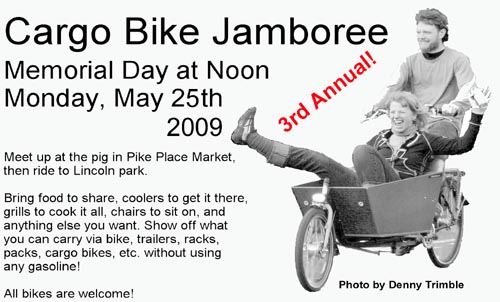 Cargo Bike Jamboree
Memorial Day at Noon
Monday, May 25th
2009
3rd Annual!
Meet up at the pig in Pike Place Market,
then ride to Lincoln park.
Bring food to share, coolers to get it there,
grills to cook it all, chairs to sit on, and
anything else you want. Show off what
you can carry via bike, trailers, racks,
packs, cargo bikes, etc. without using
any gasoline!
All bikes are welcome!
Photo by Denny Trimble